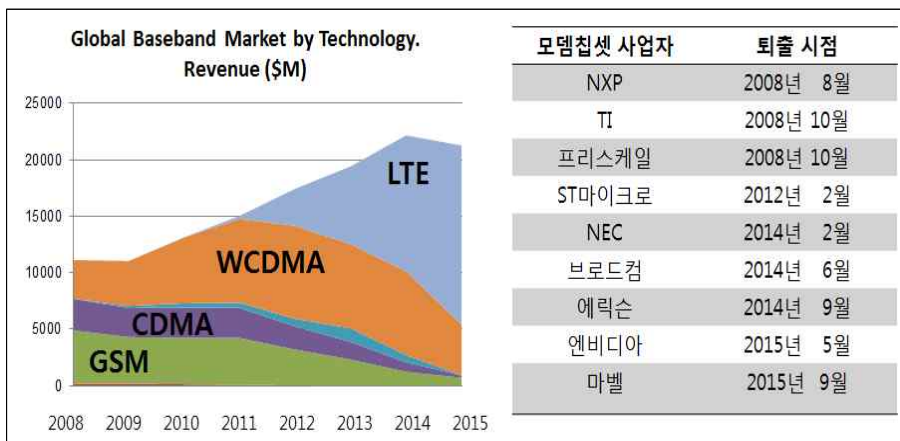 Global Baseband Market by Technology.
Revenue ($M)
25000
20000
15000
10000
5000
0
LTE
WCDMA
CDMA
GSM
2008 2009 2010 2011 2012 2013 2014 2015
모뎀칩셋 사업자 퇴출 시점
NXP 2008년 8월
TI 2008년 10월
프리스케일 2008년 10월
ST마이크로 2012년 2월
NEC 2014년 2월
브로드컴 2014년 6월
에릭슨 2014년 9월
엔비디아 2015년 5월
마벨 2015년 9월